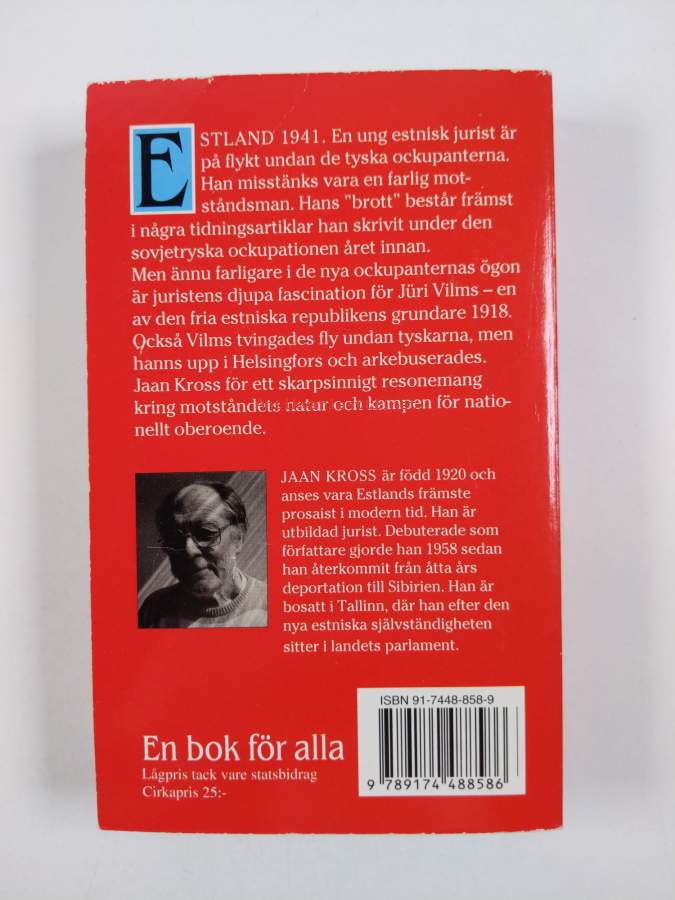 ESTLAND 1941. En ung estnisk jurist är
på flykt undan de tyska ockupanterna.
Han misstänks vara en farlig mot-
ståndsman. Hans "brott" består främst
i några tidningsartiklar han skrivit under den
sovjetryska ockupationen året innan.
Men ännu farligare i de nya ockupanternas ögon
är juristens djupa fascination för Jüri Vilms – en
av den fria estniska republikens grundare 1918.
Också Vilms tvingades fly undan tyskarna, men
hanns upp i Helsingfors och arkebuserades.
Jaan Kross för ett skarpsinnigt resonemang
kring motståndets natur och kampen för natio-
nellt oberoende.
JAAN KROSS är född 1920 och
anses vara Estlands främste
prosaist i modern tid. Han är
utbildad jurist. Debuterade som
författare gjorde han 1958 sedan
han återkommit från åtta års
deportation till Sibirien. Han är
bosatt i Tallinn, där han efter den
nya estniska självständigheten
sitter i landets parlament.
ISBN 91-7448-858-9
9 789174 488586
En bok för alla
Lågpris tack vare statsbidrag
Cirkapris 25:-